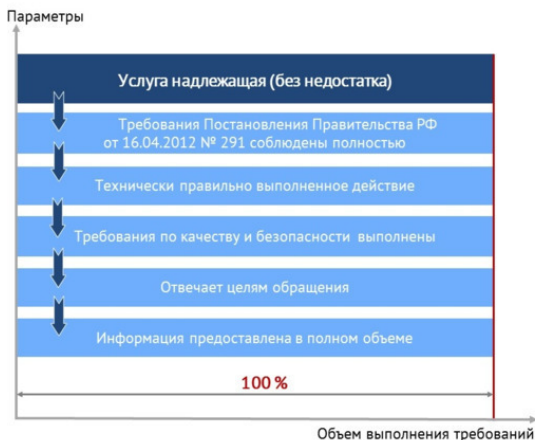 Параметры
Услуга надлежащая (без недостатка)
Требования Постановления Правительства РФ
от 16.04.2012 № 291 соблюдены полностью
Технически правильно выполненное действие
Требования по качеству и безопасности выполнены
Отвечает целям обращения
Информация предоставлена в полном объеме
100 %
Объем выполнения требований